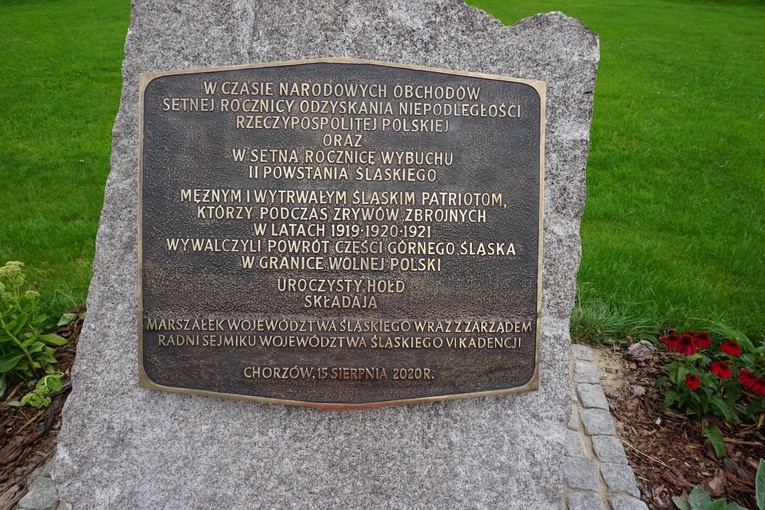 W CZASIE NARODOWYCH OBCHODÓW
SETNEJ ROCZNICY ODZYSKANIA NIEPODLEGŁOŚCI
RZECZYPOSPOLITEJ POLSKIEJ
ORAZ
W SETNĄ ROCZNICĘ WYBUCHU
II POWSTANIA ŚLĄSKIEGO
MĘŻNYM I WYTRWAŁYM ŚLĄSKIM PATRIOTOM,
KTÓRZY PODCZAS ZRYWÓW ZBROJNYCH
W LATACH 1919·1920·1921
WYWALCZYLI POWRÓT CZĘŚCI GÓRNEGO ŚLĄSKA
W GRANICE WOLNEJ POLSKI
UROCZYSTY HOŁD
SKŁADAJĄ
MARSZAŁEK WOJEWÓDZTWA ŚLĄSKIEGO WRAZ Z ZARZĄDEM
RADNI SEJMIKU WOJEWÓDZTWA ŚLĄSKIEGO VI KADENCJI
CHORZÓW, 15 SIERPNIA 2020 R.